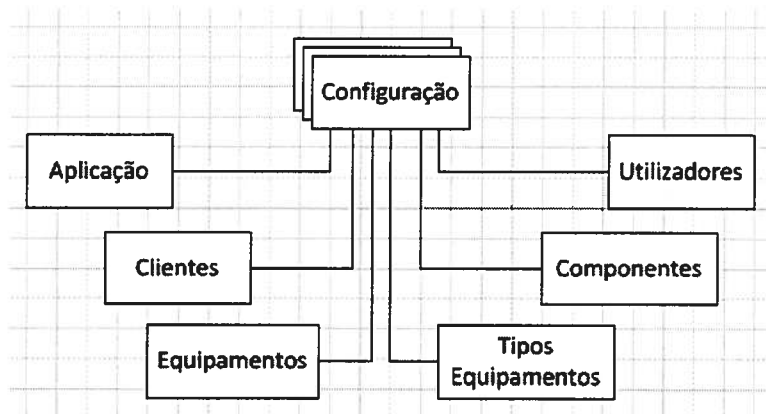 Configuração
Aplicação
Utilizadores
Clientes
Componentes
Equipamentos
Tipos
Equipamentos